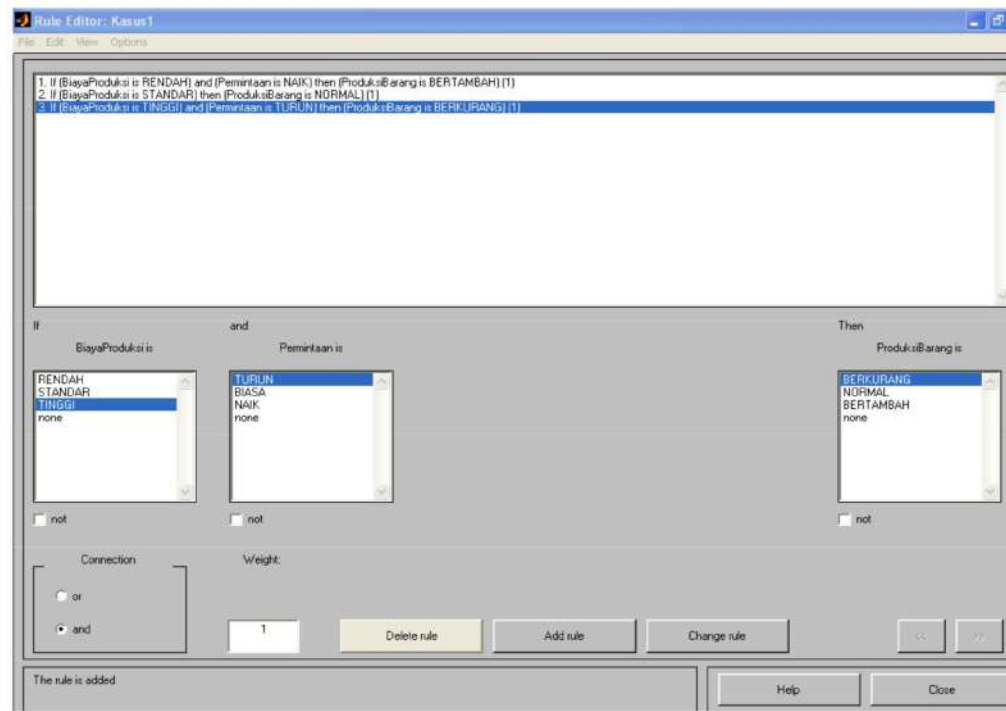 Rule Editor: Kasus1
File Edit View Options
1. If (BiayaProduksi is RENDAH) and (Permintaan is NAIK) then (ProduksiBarang is BERTAMBAH) (1)
2. If (BiayaProduksi is STANDAR) then (ProduksiBarang is NORMAL) (1)
3. If (BiayaProduksi is TINGGI) and (Permintaan is TURUN) then (ProduksiBarang is BERKURANG) (1)
If and Then
BiayaProduksi is Permintaan is ProduksiBarang is
RENDAH TURUN BERKURANG
STANDAR BIASA NORMAL
TINGGI NAIK BERTAMBAH
none none none
not not not
Connection Weight:
or
and 1 Delete rule Add rule Change rule << >>
The rule is added
Help Close